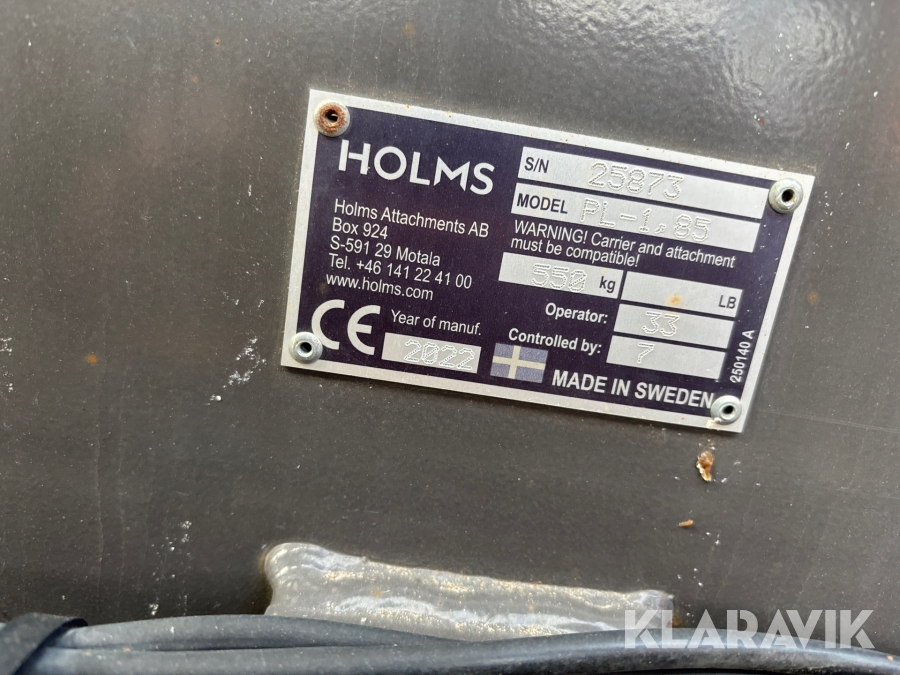 HOLMS
Holms Attachments AB
Box 924
S-591 29 Motala
Tel. +46 141 22 41 00
www.holms.com
CE
Year of manuf.
2022
S/N 25873
MODEL PL-1,85
WARNING! Carrier and attachment
must be compatible!
550 kg LB
Operator: 33
Controlled by: 7
MADE IN SWEDEN
250140 A
KLARAVIK